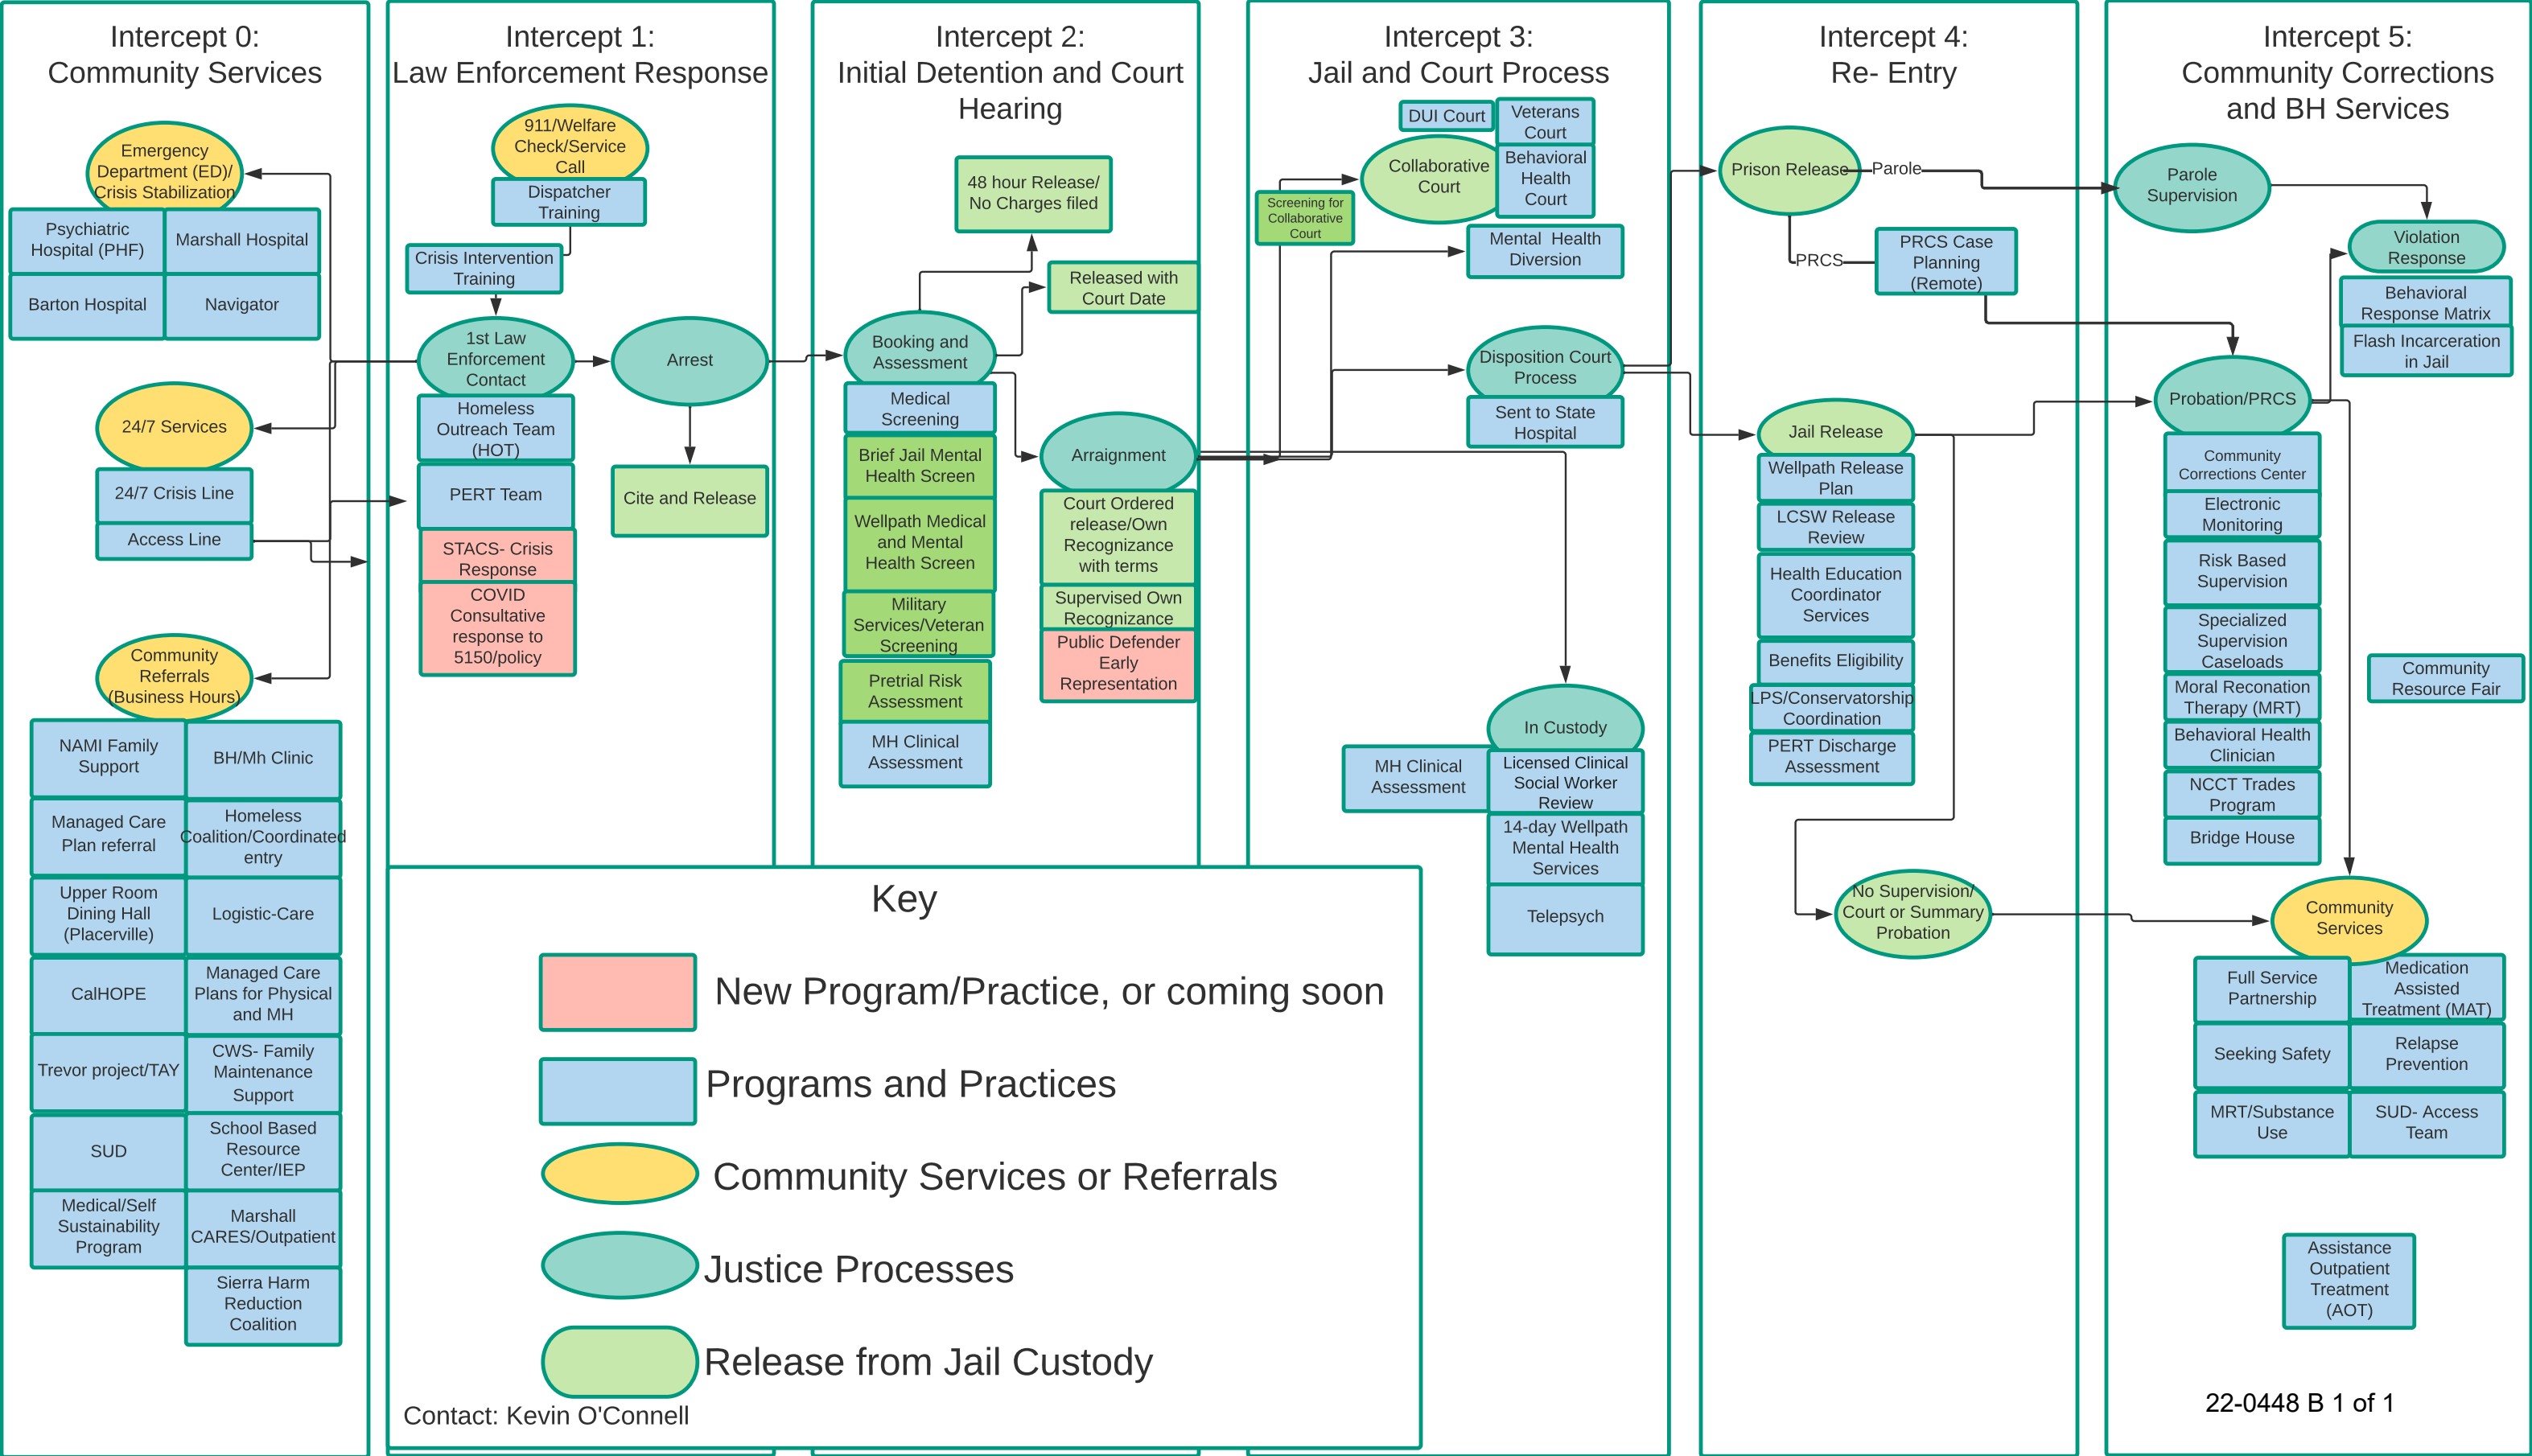 Intercept 0:
Community Services
Emergency
Department (ED)/
Crisis Stabilization
Psychiatric
Hospital (PHF)
Marshall Hospital
Barton Hospital
Navigator
24/7 Services
24/7 Crisis Line
Access Line
Community
Referrals
(Business Hours)
NAMI Family
Support
BH/Mh Clinic
Managed Care
Plan referral
Homeless
Coalition/Coordinated
entry
Upper Room
Dining Hall
(Placerville)
Logistic-Care
CalHOPE
Managed Care
Plans for Physical
and MH
Trevor project/TAY
CWS- Family
Maintenance
Support
SUD
School Based
Resource
Center/IEP
Medical/Self
Sustainability
Program
Marshall
CARES/Outpatient
Sierra Harm
Reduction
Coalition
Intercept 1:
Law Enforcement Response
911/Welfare
Check/Service
Call
Dispatcher
Training
Crisis Intervention
Training
1st Law
Enforcement
Contact
Arrest
Homeless
Outreach Team
(HOT)
PERT Team
STACS- Crisis
Response
COVID
Consultative
response to
5150/policy
Cite and Release
Intercept 2:
Initial Detention and Court
Hearing
48 hour Release/
No Charges filed
Released with
Court Date
Booking and
Assessment
Medical
Screening
Brief Jail Mental
Health Screen
Wellpath Medical
and Mental
Health Screen
Military
Services/Veteran
Screening
Pretrial Risk
Assessment
MH Clinical
Assessment
Arraignment
Court Ordered
release/Own
Recognizance
with terms
Supervised Own
Recognizance
Public Defender
Early
Representation
Intercept 3:
Jail and Court Process
DUI Court
Veterans
Court
Collaborative
Court
Behavioral
Health
Court
Screening for
Collaborative
Court
Mental  Health
Diversion
Disposition Court
Process
Sent to State
Hospital
In Custody
MH Clinical
Assessment
Licensed Clinical
Social Worker
Review
14-day Wellpath
Mental Health
Services
Telepsych
Intercept 4:
Re- Entry
Prison Release
Parole
PRCS
PRCS Case
Planning
(Remote)
Jail Release
Wellpath Release
Plan
LCSW Release
Review
Health Education
Coordinator
Services
Benefits Eligibility
LPS/Conservatorship
Coordination
PERT Discharge
Assessment
No Supervision/
Court or Summary
Probation
Intercept 5:
Community Corrections
and BH Services
Parole
Supervision
Violation
Response
Behavioral
Response Matrix
Flash Incarceration
in Jail
Probation/PRCS
Community
Corrections Center
Electronic
Monitoring
Risk Based
Supervision
Specialized
Supervision
Caseloads
Moral Reconation
Therapy (MRT)
Behavioral Health
Clinician
NCCT Trades
Program
Bridge House
Community
Resource Fair
Community
Services
Full Service
Partnership
Medication
Assisted
Treatment (MAT)
Seeking Safety
Relapse
Prevention
MRT/Substance
Use
SUD- Access
Team
Assistance
Outpatient
Treatment
(AOT)
Key
New Program/Practice, or coming soon
Programs and Practices
Community Services or Referrals
Justice Processes
Release from Jail Custody
Contact: Kevin O'Connell
22-0448 B 1 of 1